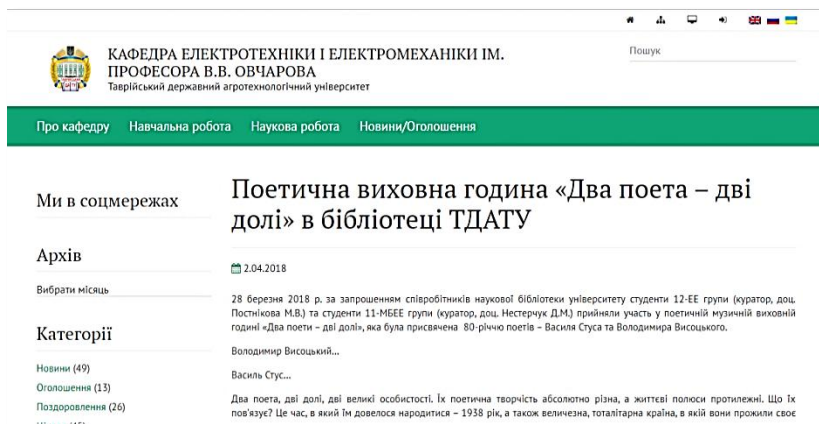 КАФЕДРА ЕЛЕКТРОТЕХНІКИ І ЕЛЕКТРОМЕХАНІКИ ІМ.
ПРОФЕСОРА В.В. ОВЧАРОВА
Таврійський державний агротехнологічний університет
Пошук
Про кафедру Навчальна робота Наукова робота Новини/Оголошення
Ми в соцмережах
Архів
Вибрати місяць
Категорії
Новини (49)
Оголошення (13)
Поздоровлення (26)
Поетична виховна година «Два поета – дві
долі» в бібліотеці ТДАТУ
2.04.2018
28 березня 2018 р. за запрошенням співробітників наукової бібліотеки університету студенти 12-ЕЕ групи (куратор, доц.
Постнікова М.В.) та студенти 11-МБЕЕ групи (куратор, доц. Нестерчук Д.М.) прийняли участь у поетичній музичній виховній
годині «Два поети – дві долі», яка була присвячена 80-річчю поетів – Василя Стуса та Володимира Висоцького.
Володимир Висоцький...
Василь Стус...
Два поета, дві долі, дві великі особистості. Їх поетична творчість абсолютно різна, а життєві полюси протилежні. Що їх
пов'язує? Це час, в який їм довелося народитися – 1938 рік, а також величезна, тоталітарна країна, в якій вони прожили своє